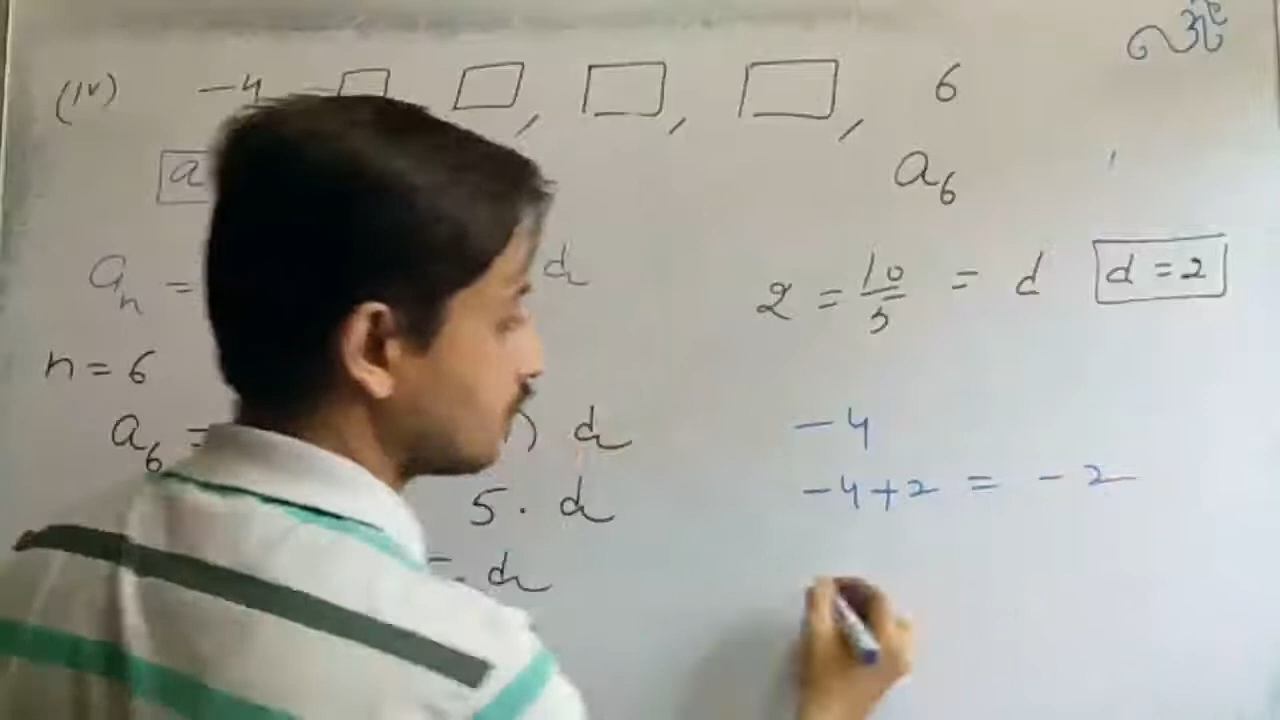 (iv) -4 □, □, □, 6
a a₆
aₙ = d 2 = 10/5 = d d = 2
n = 6
a₆ = ) d -4
-4+2 = -2
5 · d
d